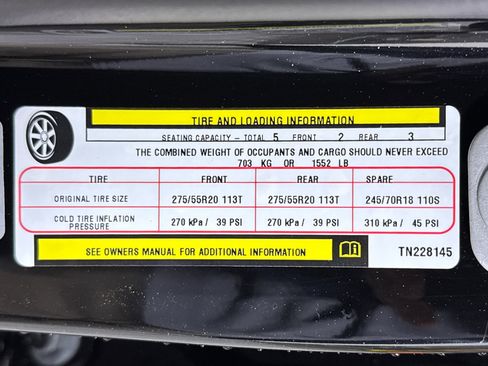 TIRE AND LOADING INFORMATION
SEATING CAPACITY - TOTAL 5 FRONT 2 REAR 3
THE COMBINED WEIGHT OF OCCUPANTS AND CARGO SHOULD NEVER EXCEED
703 KG OR 1552 LB
TIRE FRONT REAR SPARE
ORIGINAL TIRE SIZE 275/55R20 113T 275/55R20 113T 245/70R18 110S
COLD TIRE INFLATION PRESSURE 270 kPa / 39 PSI 270 kPa / 39 PSI 310 kPa / 45 PSI
SEE OWNERS MANUAL FOR ADDITIONAL INFORMATION TN228145